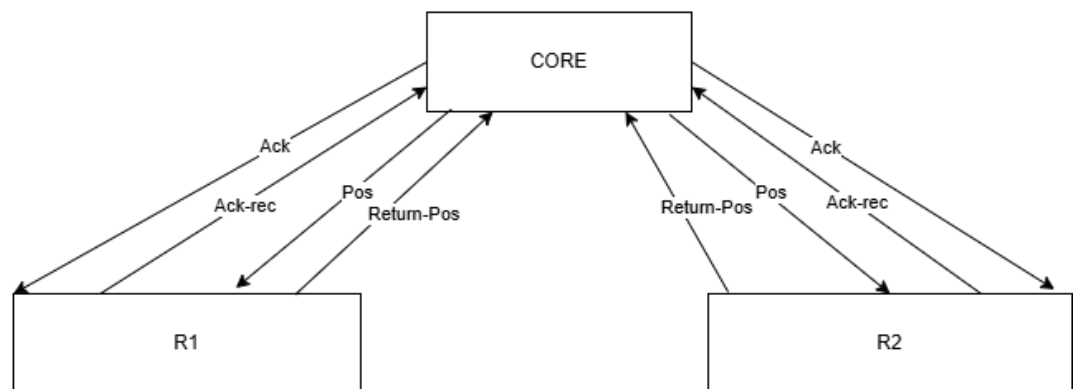 CORE
Ack
Ack
Pos
Pos
Ack-rec
Return-Pos
Return-Pos
Ack-rec
R1
R2